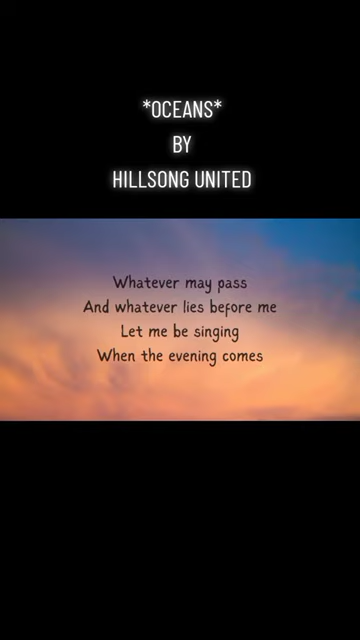 *OCEANS*
BY
HILLSONG UNITED
Whatever may pass
And whatever lies before me
Let me be singing
When the evening comes